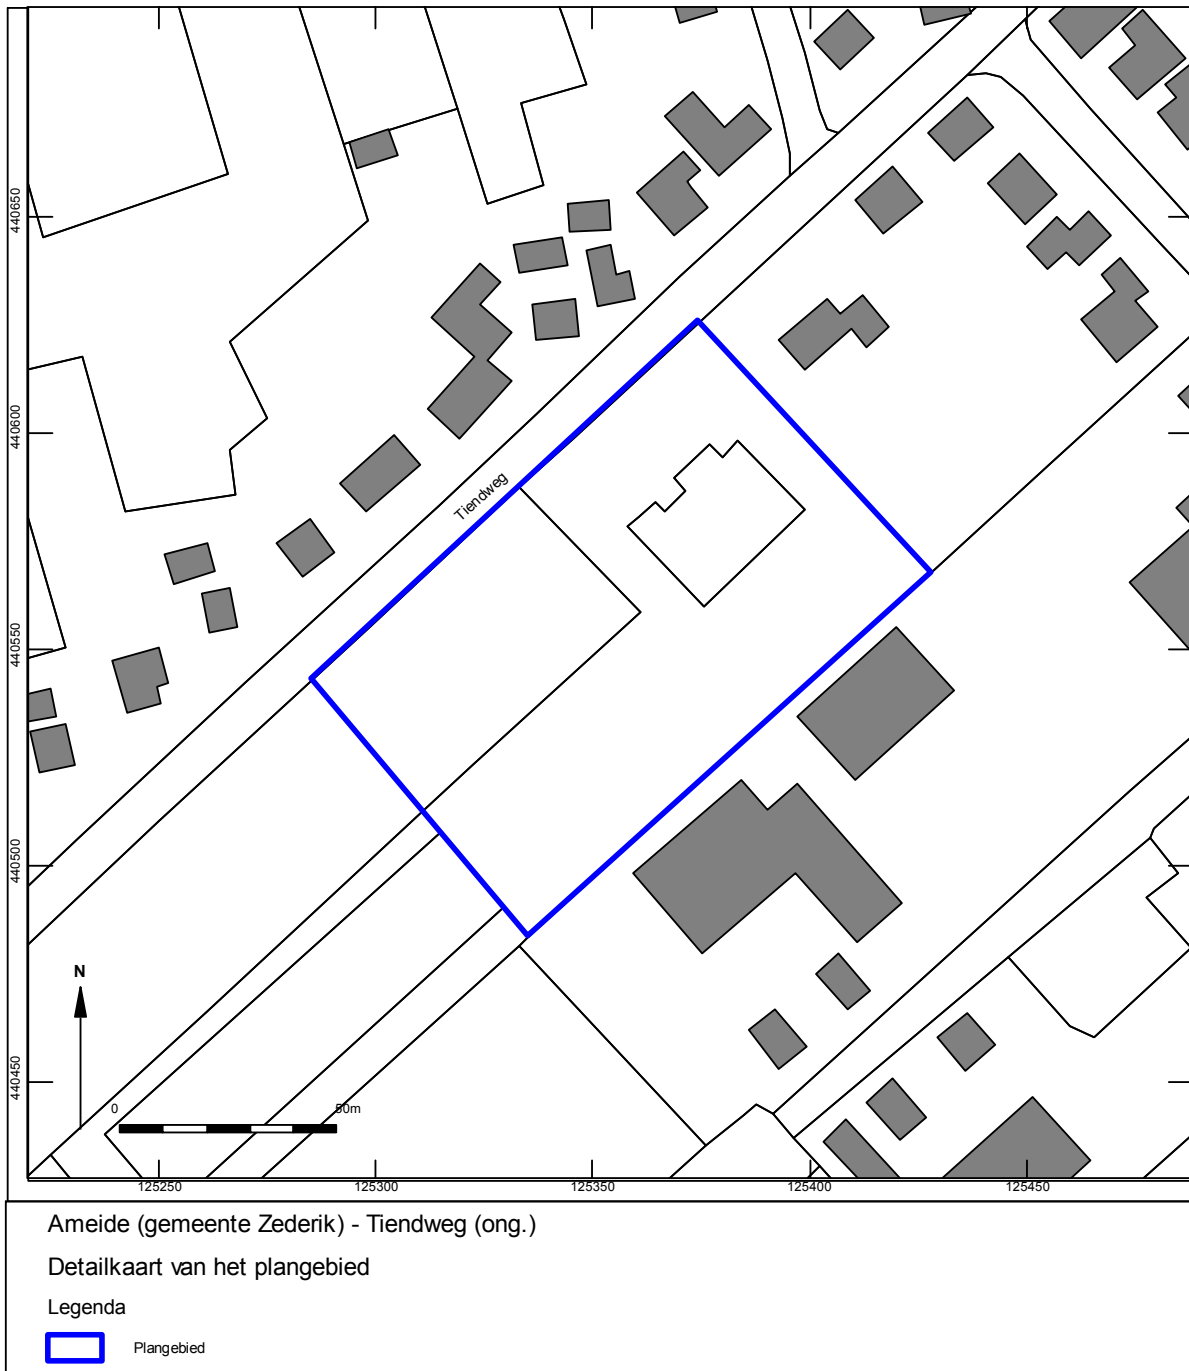 440650
440600
440550
440500
440450
Tiendweg
N
0
50m
125250
125300
125350
125400
125450
Ameide (gemeente Zederik) - Tiendweg (ong.)
Detailkaart van het plangebied
Legenda
Plangebied